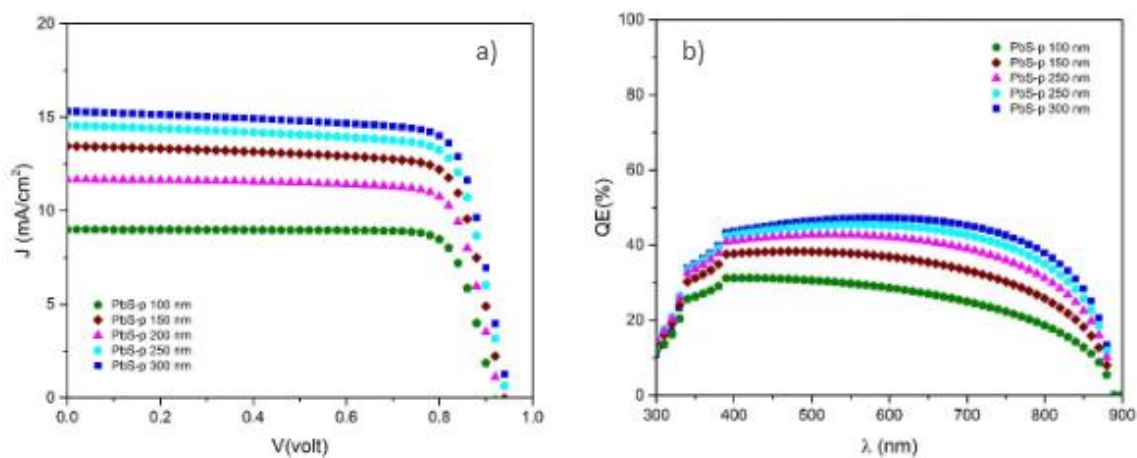 a)
J (mA/cm²)
20
15
10
5
0
PbS-p 100 nm
PbS-p 150 nm
PbS-p 200 nm
PbS-p 250 nm
PbS-p 300 nm
0.0 0.2 0.4 0.6 0.8 1.0
V(volt)
b)
QE(%)
100
80
60
40
20
0
PbS-p 100 nm
PbS-p 150 nm
PbS-p 250 nm
PbS-p 250 nm
PbS-p 300 nm
300 400 500 600 700 800 900
λ (nm)